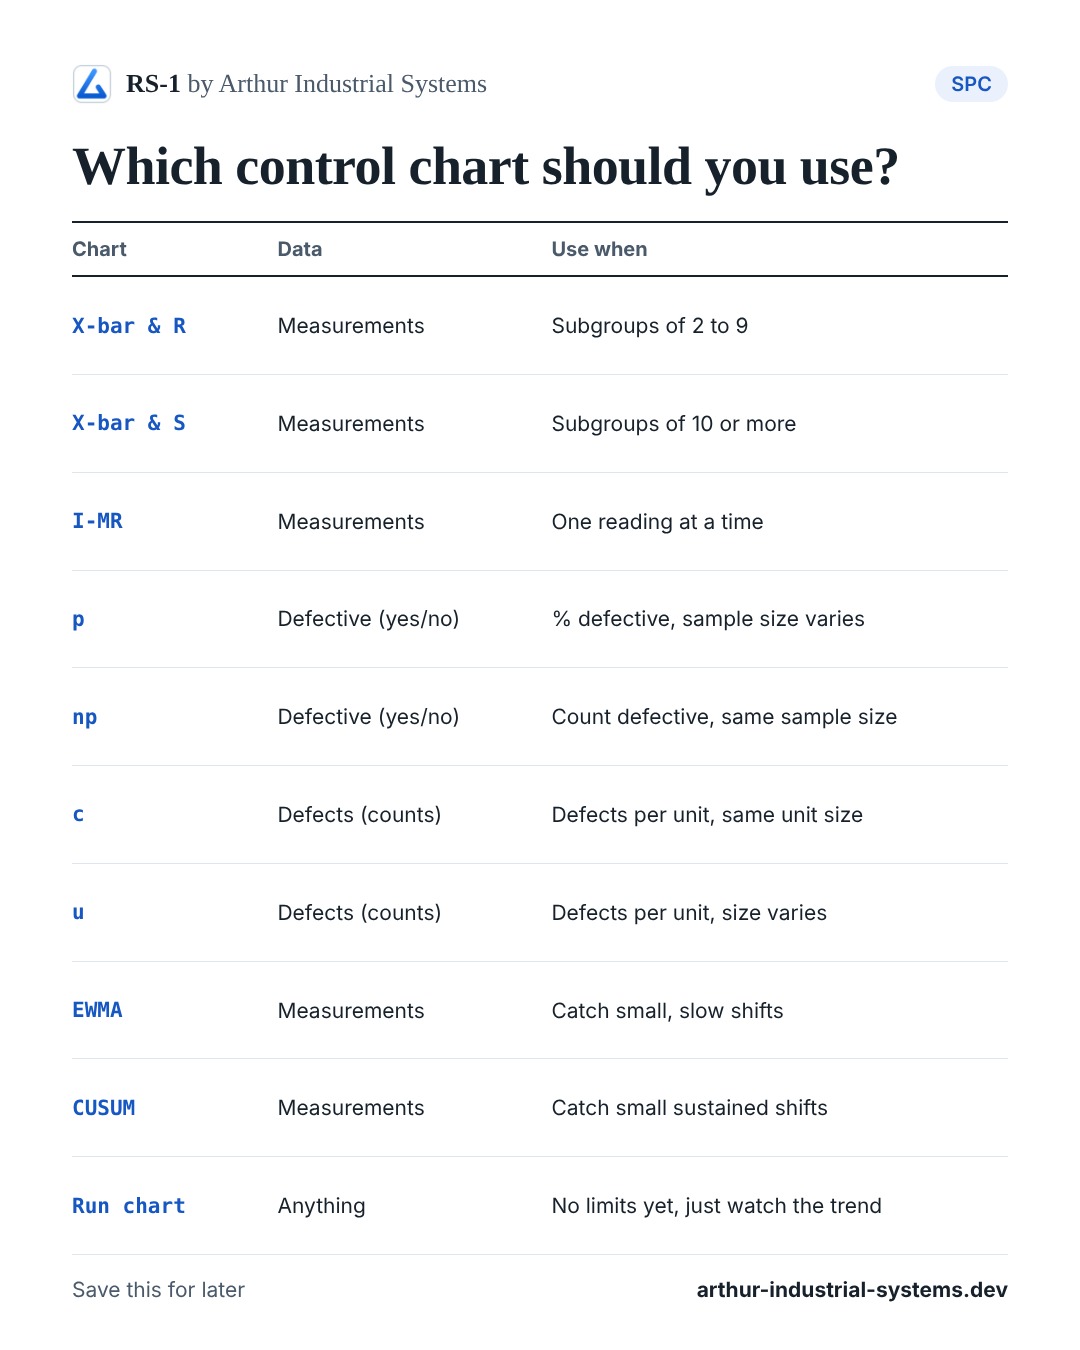 RS-1 by Arthur Industrial Systems
SPC
Which control chart should you use?
Chart Data Use when
X-bar & R Measurements Subgroups of 2 to 9
X-bar & S Measurements Subgroups of 10 or more
I-MR Measurements One reading at a time
p Defective (yes/no) % defective, sample size varies
np Defective (yes/no) Count defective, same sample size
c Defects (counts) Defects per unit, same unit size
u Defects (counts) Defects per unit, size varies
EWMA Measurements Catch small, slow shifts
CUSUM Measurements Catch small sustained shifts
Run chart Anything No limits yet, just watch the trend
Save this for later arthur-industrial-systems.dev